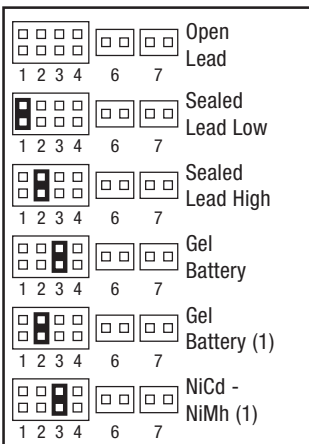 Open
Lead
1 2 3 4 6 7
Sealed
Lead Low
1 2 3 4 6 7
Sealed
Lead High
1 2 3 4 6 7
Gel
Battery
1 2 3 4 6 7
Gel
Battery (1)
1 2 3 4 6 7
NiCd -
NiMh (1)
1 2 3 4 6 7